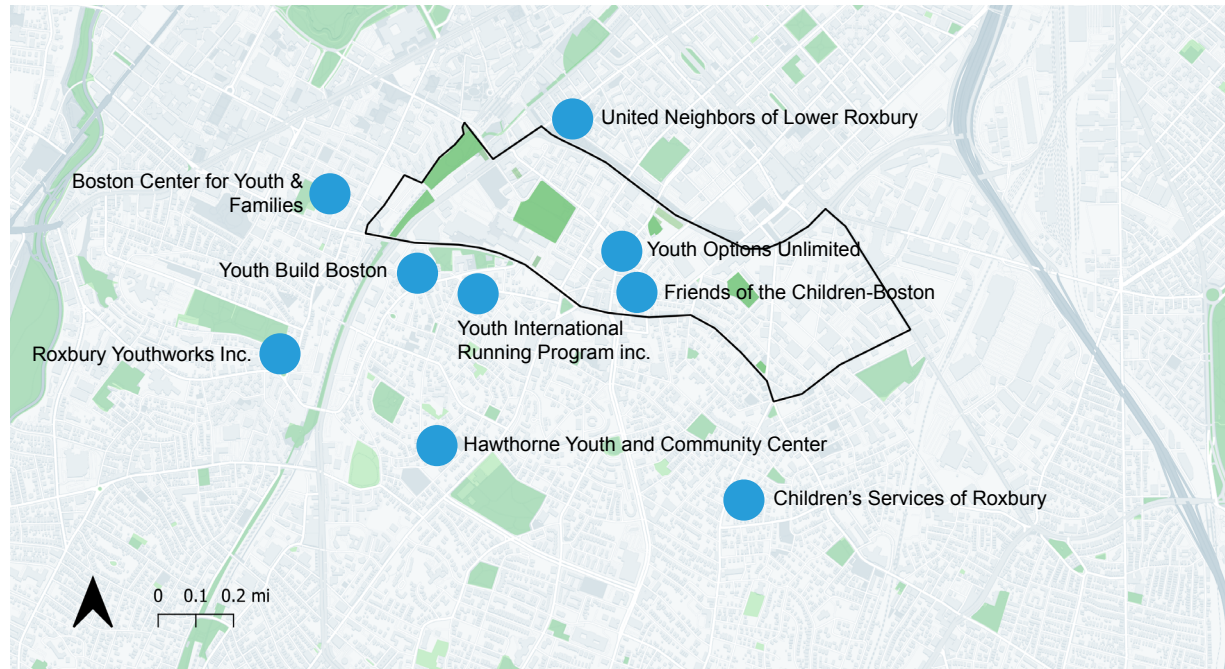 United Neighbors of Lower Roxbury
Boston Center for Youth &
Families
Youth Options Unlimited
Youth Build Boston
Friends of the Children-Boston
Youth International
Running Program inc.
Roxbury Youthworks Inc.
Hawthorne Youth and Community Center
Children’s Services of Roxbury
0 0.1 0.2 mi